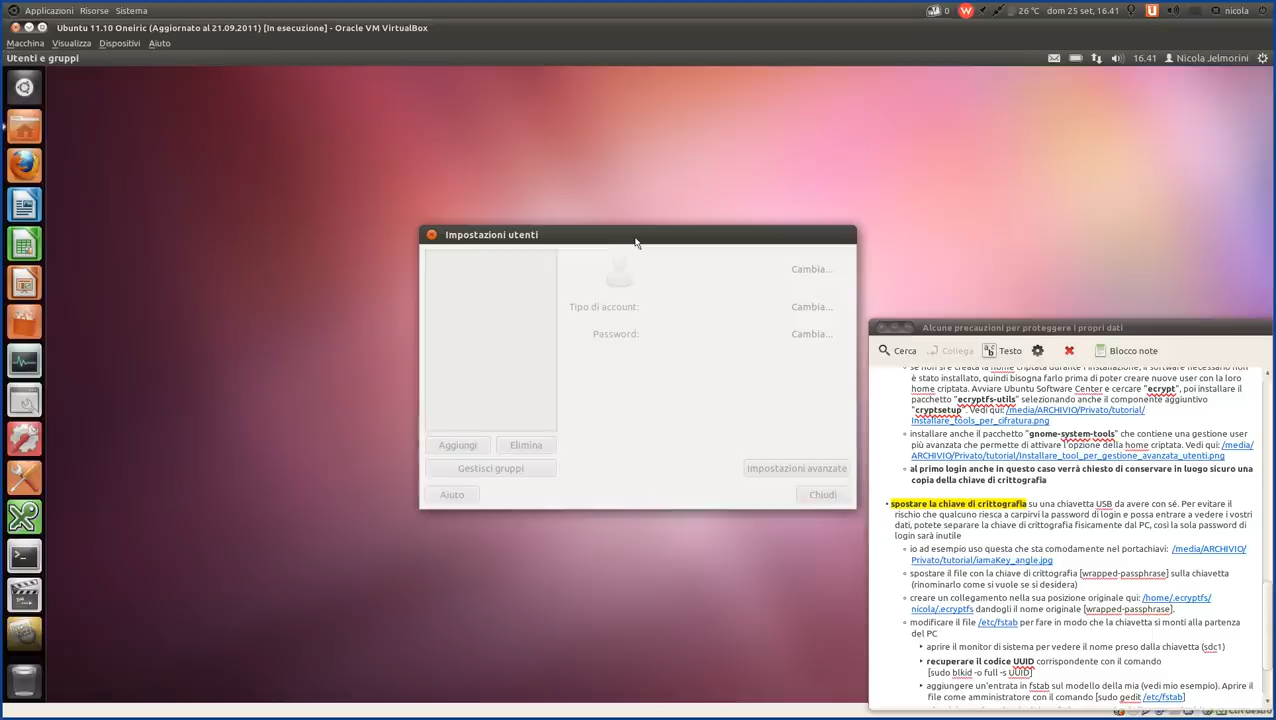 Applicazioni Risorse Sistema
0 26 °C dom 25 set, 16.41 nicola
Ubuntu 11.10 Oneiric (Aggiornato al 21.09.2011) [In esecuzione] - Oracle VM VirtualBox
Macchina Visualizza Dispositivi Aiuto
Utenti e gruppi
16.41 Nicola Jelmorini
Impostazioni utenti
Cambia...
Tipo di account: Cambia...
Password: Cambia...
Aggiungi Elimina
Gestisci gruppi Impostazioni avanzate
Aiuto Chiudi
Alcune precauzioni per proteggere i propri dati
Cerca Collega Testo Blocco note
se non si è creata la home criptata durante l'installazione, il software necessario non
è stato installato, quindi bisogna farlo prima di poter creare nuove user con la loro
home criptata. Avviare Ubuntu Software Center e cercare "ecrypt", poi installare il
pacchetto "ecryptfs-utils" selezionando anche il componente aggiuntivo
"cryptsetup". Vedi qui: /media/ARCHIVIO/Privato/tutorial/
Installare_tools_per_cifratura.png
installare anche il pacchetto "gnome-system-tools" che contiene una gestione user
più avanzata che permette di attivare l'opzione della home criptata. Vedi qui: /media/
ARCHIVIO/Privato/tutorial/Installare_tool_per_gestione_avanzata_utenti.png
al primo login anche in questo caso verrà chiesto di conservare in luogo sicuro una
copia della chiave di crittografia
spostare la chiave di crittografia su una chiavetta USB da avere con sé. Per evitare il
rischio che qualcuno riesca a carpirvi la password di login e possa entrare a vedere i vostri
dati, potete separare la chiave di crittografia fisicamente dal PC, così la sola password di
login sarà inutile
io ad esempio uso questa che sta comodamente nel portachiavi: /media/ARCHIVIO/
Privato/tutorial/iamaKey_angle.jpg
spostare il file con la chiave di crittografia [wrapped-passphrase] sulla chiavetta
(rinominarlo come si vuole se si desidera)
creare un collegamento nella sua posizione originale qui: /home/.ecryptfs/
nicola/.ecryptfs dandogli il nome originale [wrapped-passphrase].
modificare il file /etc/fstab per fare in modo che la chiavetta si monti alla partenza
del PC
aprire il monitor di sistema per vedere il nome preso dalla chiavetta (sdc1)
recuperare il codice UUID corrispondente con il comando
[sudo blkid -o full -s UUID]
aggiungere un'entrata in fstab sul modello della mia (vedi mio esempio). Aprire il
file come amministratore con il comando [sudo gedit /etc/fstab]
Ctrl destro